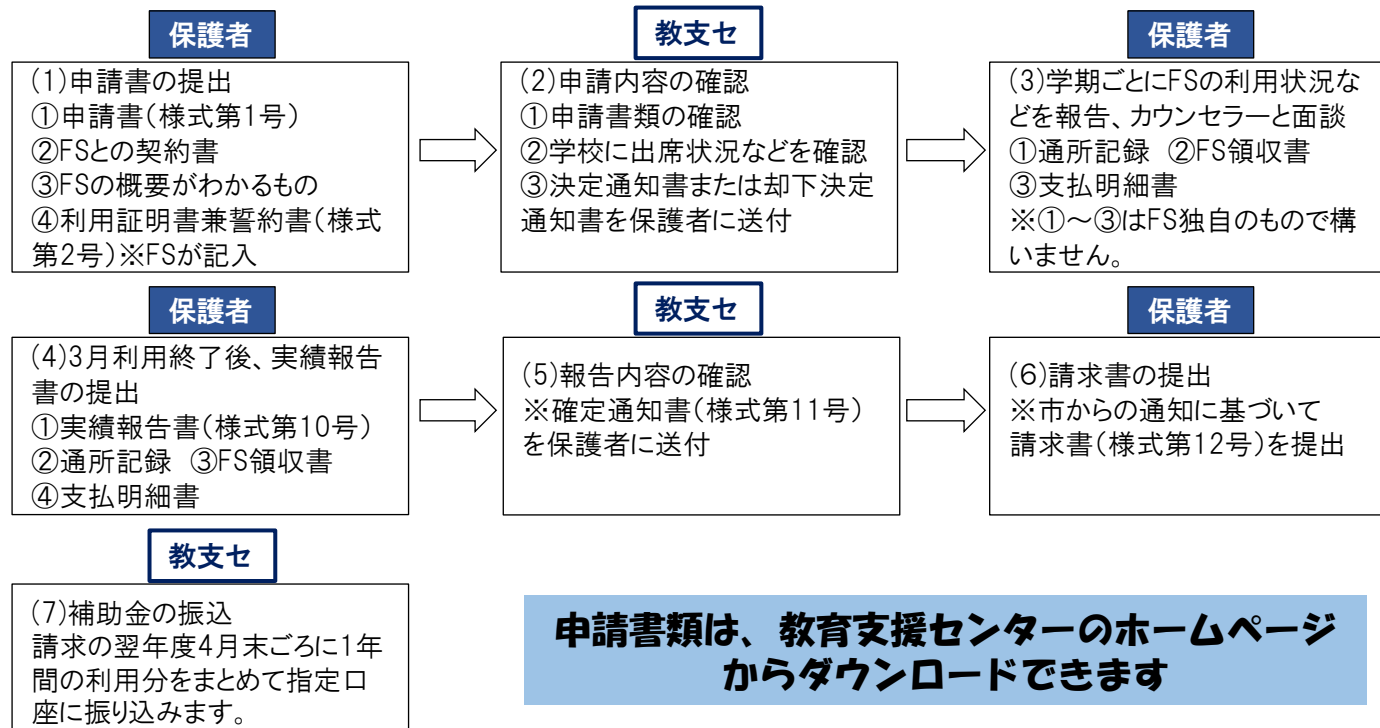 保護者
(1)申請書の提出
①申請書(様式第1号)
②FSとの契約書
③FSの概要がわかるもの
④利用証明書兼誓約書(様式
第2号)※FSが記入
教支セ
(2)申請内容の確認
①申請書類の確認
②学校に出席状況などを確認
③決定通知書または却下決定
通知書を保護者に送付
保護者
(3)学期ごとにFSの利用状況な
どを報告、カウンセラーと面談
①通所記録 ②FS領収書
③支払明細書
※①～③はFS独自のもので構
いません。
保護者
(4)3月利用終了後、実績報告
書の提出
①実績報告書(様式第10号)
②通所記録 ③FS領収書
④支払明細書
教支セ
(5)報告内容の確認
※確定通知書(様式第11号)
を保護者に送付
保護者
(6)請求書の提出
※市からの通知に基づいて
請求書(様式第12号)を提出
教支セ
(7)補助金の振込
請求の翌年度4月末ごろに1年
間の利用分をまとめて指定口
座に振り込みます。
申請書類は、教育支援センターのホームページ
からダウンロードできます